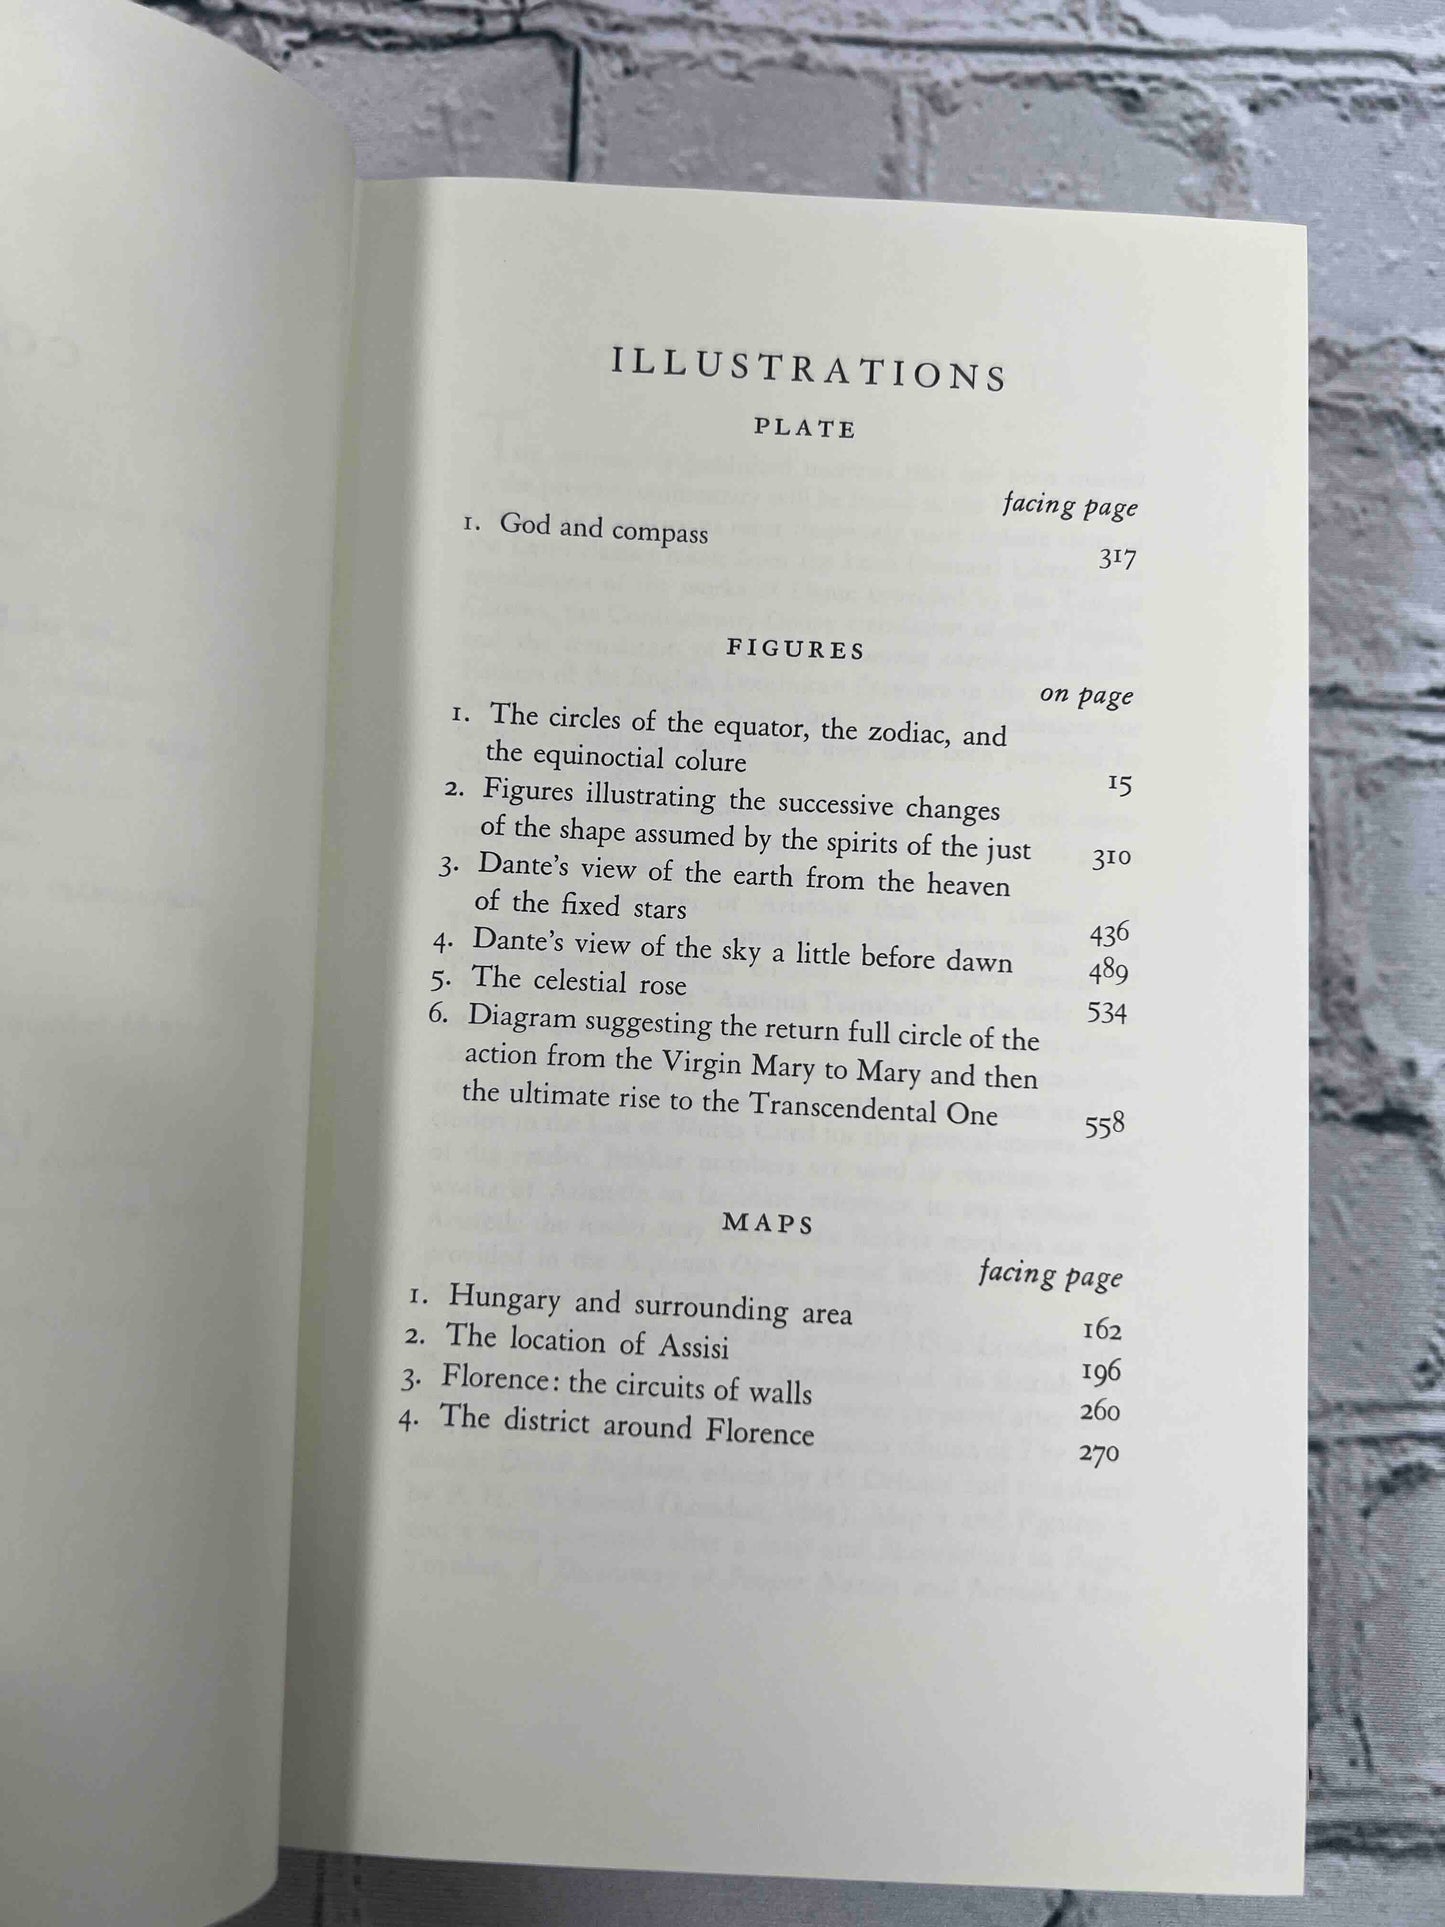 ILLUSTRATIONS
PLATE
facing page
1. God and compass 317
FIGURES
on page
1. The circles of the equator, the zodiac, and
the equinoctial colure 15
2. Figures illustrating the successive changes
of the shape assumed by the spirits of the just 310
3. Dante's view of the earth from the heaven
of the fixed stars 436
4. Dante's view of the sky a little before dawn 489
5. The celestial rose 534
6. Diagram suggesting the return full circle of the
action from the Virgin Mary to Mary and then
the ultimate rise to the Transcendental One 558
MAPS
facing page
1. Hungary and surrounding area 162
2. The location of Assisi 196
3. Florence: the circuits of walls 260
4. The district around Florence 270